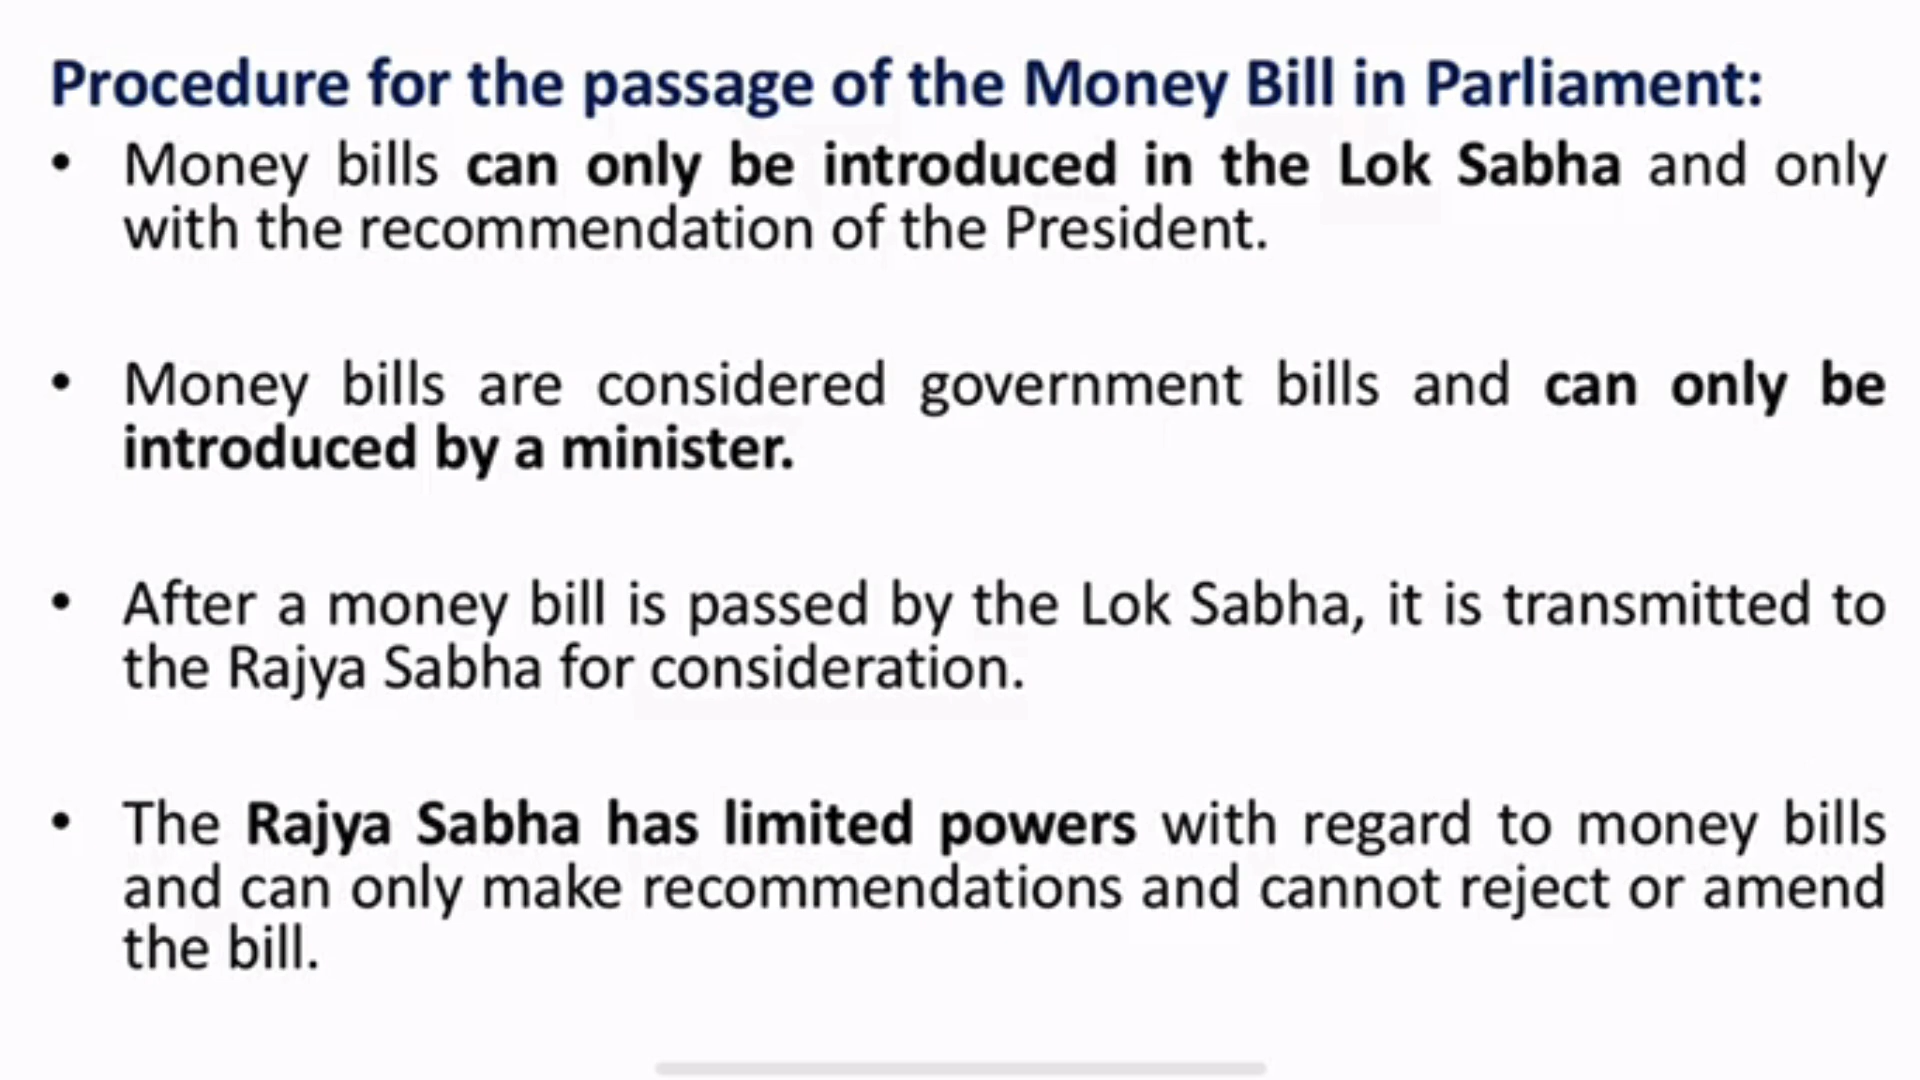 Procedure for the passage of the Money Bill in Parliament:
• Money bills can only be introduced in the Lok Sabha and only
with the recommendation of the President.
• Money bills are considered government bills and can only be
introduced by a minister.
• After a money bill is passed by the Lok Sabha, it is transmitted to
the Rajya Sabha for consideration.
• The Rajya Sabha has limited powers with regard to money bills
and can only make recommendations and cannot reject or amend
the bill.